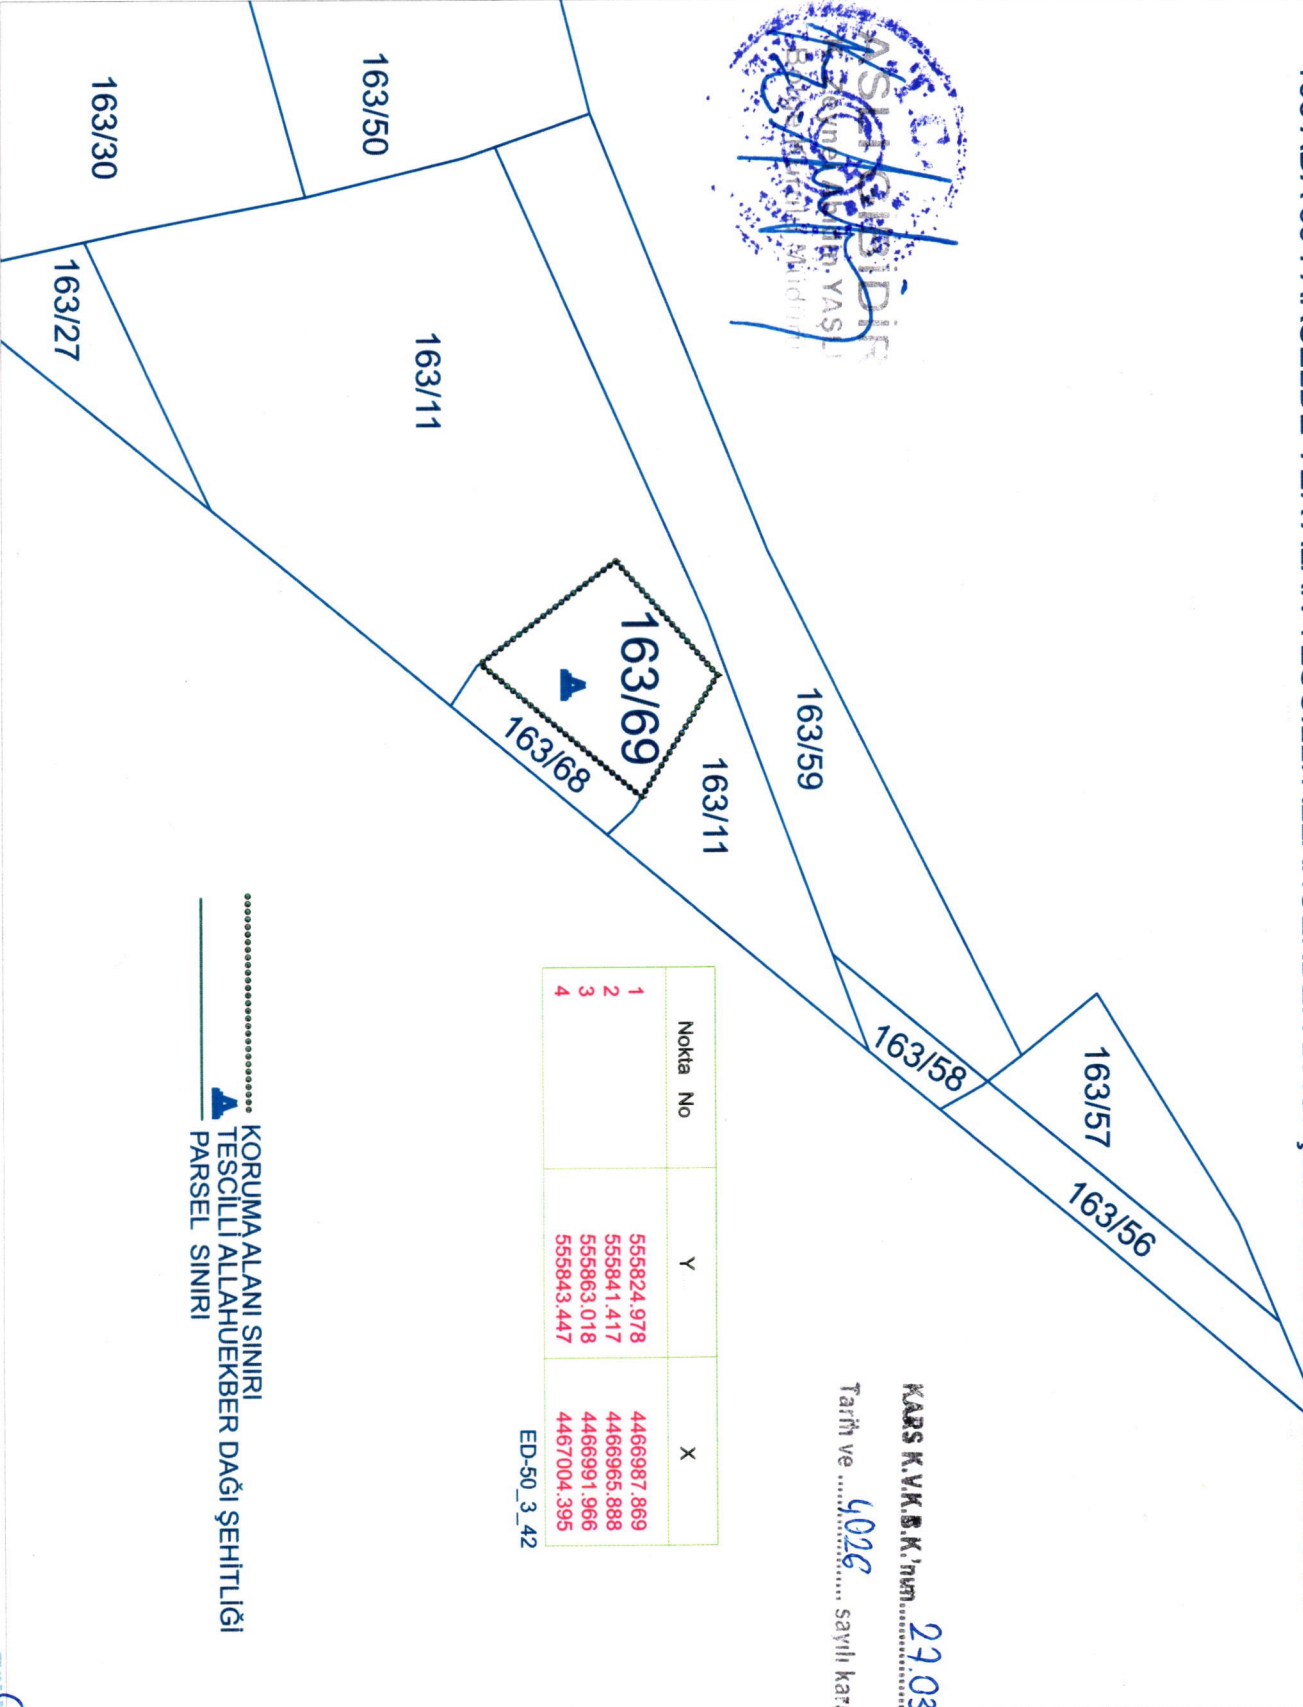 ASLI GİBİDİR
YAŞLI
163/50
163/30
163/27
163/11
163/69
163/68
163/11
163/59
163/58
163/57
163/56
KARS K.V.K.B.K.'nun 27.03
Tarih ve 4026 sayılı
Nokta No Y X
1 555824.978 4466987.869
2 555841.417 4466965.888
3 555863.018 4466991.966
4 555843.447 4467004.395
ED-50_3_42
KORUMA ALANI SINIRI
TESCİLLİ ALLAHUEKBER DAĞI ŞEHİTLİĞİ
PARSEL SINIRI